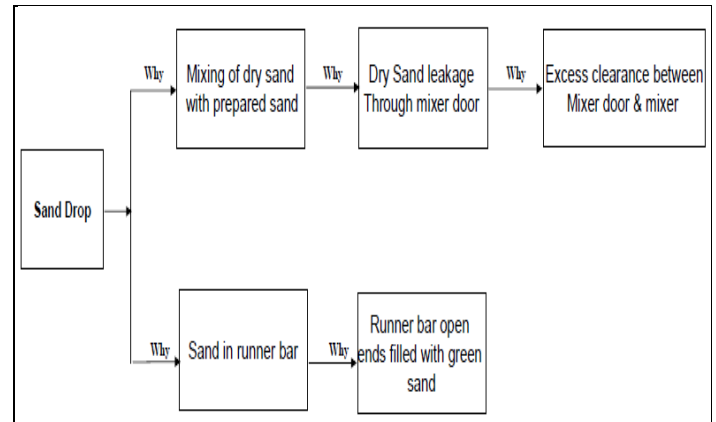 Why
Mixing of dry sand
with prepared sand
Why
Dry Sand leakage
Through mixer door
Why
Excess clearance between
Mixer door & mixer
Sand Drop
Why
Sand in runner bar
Why
Runner bar open
ends filled with green
sand